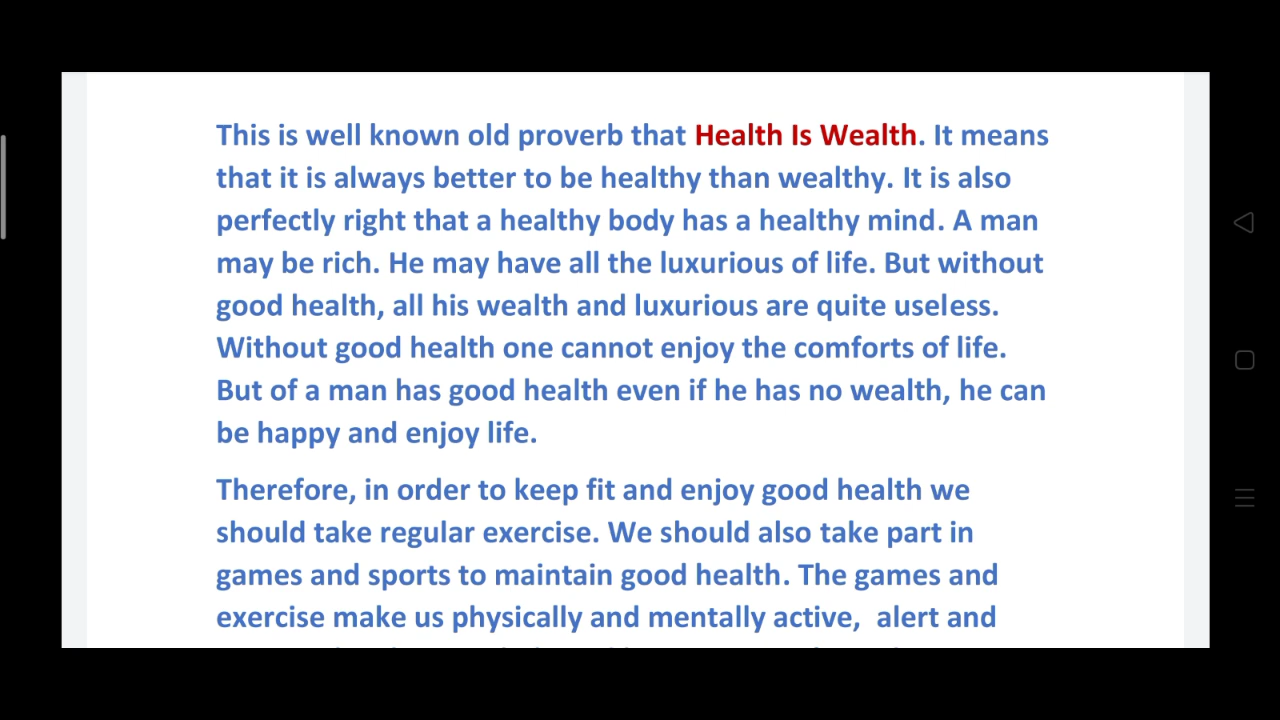 This is well known old proverb that Health Is Wealth. It means
that it is always better to be healthy than wealthy. It is also
perfectly right that a healthy body has a healthy mind. A man
may be rich. He may have all the luxurious of life. But without
good health, all his wealth and luxurious are quite useless.
Without good health one cannot enjoy the comforts of life.
But of a man has good health even if he has no wealth, he can
be happy and enjoy life.
Therefore, in order to keep fit and enjoy good health we
should take regular exercise. We should also take part in
games and sports to maintain good health. The games and
exercise make us physically and mentally active,  alert and